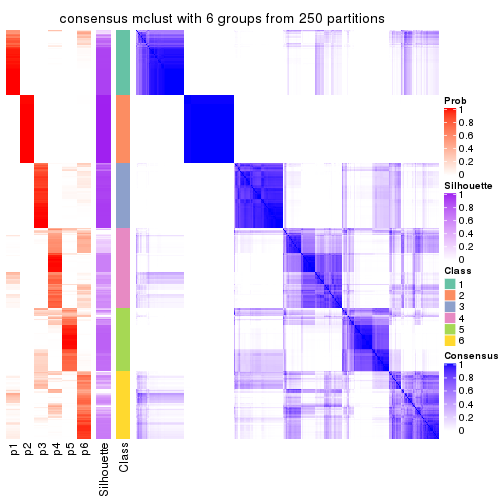 consensus mclust with 6 groups from 250 partitions
Prob
1
0.8
0.6
0.4
0.2
0
Silhouette
1
0.8
0.6
0.4
0.2
0
Class
1
2
3
4
5
6
Consensus
1
0.8
0.6
0.4
0.2
0
p1
p2
p3
p4
p5
p6
Silhouette
Class